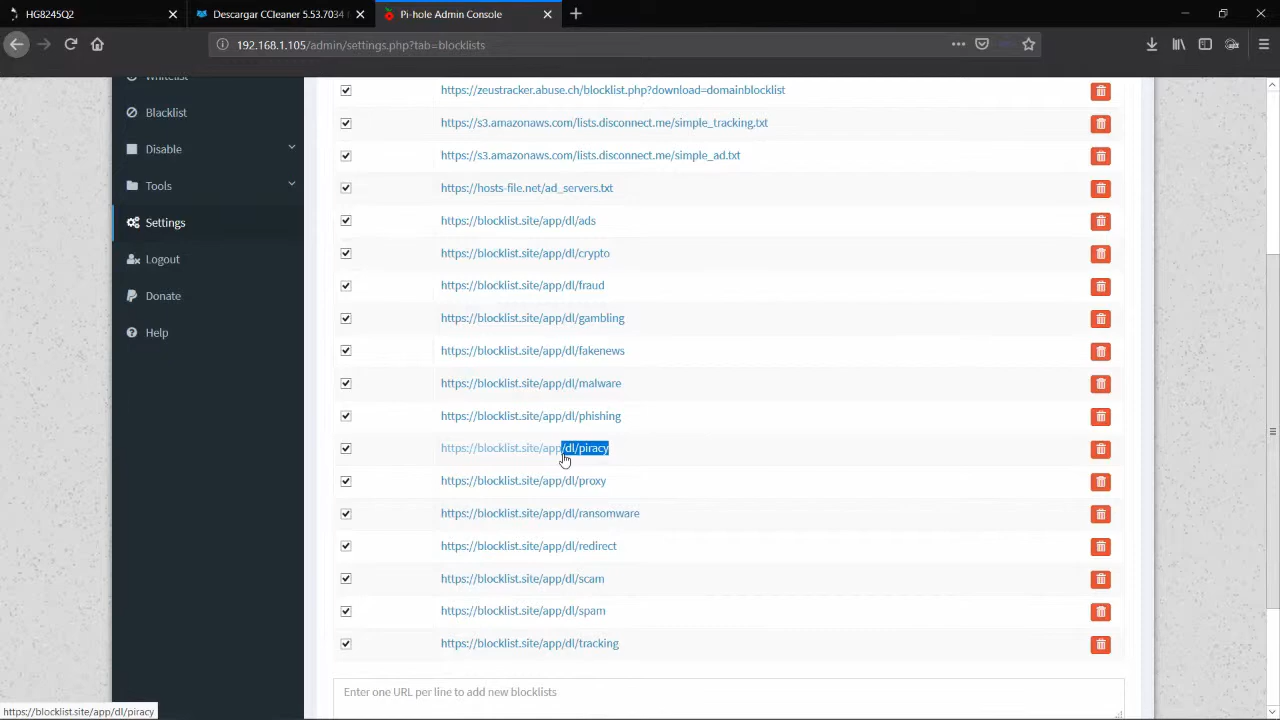 HG8245Q2
Descargar CCleaner 5.53.7034
Pi-hole Admin Console
192.168.1.105/admin/settings.php?tab=blocklists
Whitelist
Blacklist
Disable
Tools
Settings
Logout
Donate
Help
https://zeustracker.abuse.ch/blocklist.php?download=domainblocklist
https://s3.amazonaws.com/lists.disconnect.me/simple_tracking.txt
https://s3.amazonaws.com/lists.disconnect.me/simple_ad.txt
https://hosts-file.net/ad_servers.txt
https://blocklist.site/app/dl/ads
https://blocklist.site/app/dl/crypto
https://blocklist.site/app/dl/fraud
https://blocklist.site/app/dl/gambling
https://blocklist.site/app/dl/fakenews
https://blocklist.site/app/dl/malware
https://blocklist.site/app/dl/phishing
https://blocklist.site/app/dl/piracy
https://blocklist.site/app/dl/proxy
https://blocklist.site/app/dl/ransomware
https://blocklist.site/app/dl/redirect
https://blocklist.site/app/dl/scam
https://blocklist.site/app/dl/spam
https://blocklist.site/app/dl/tracking
Enter one URL per line to add new blocklists
https://blocklist.site/app/dl/piracy